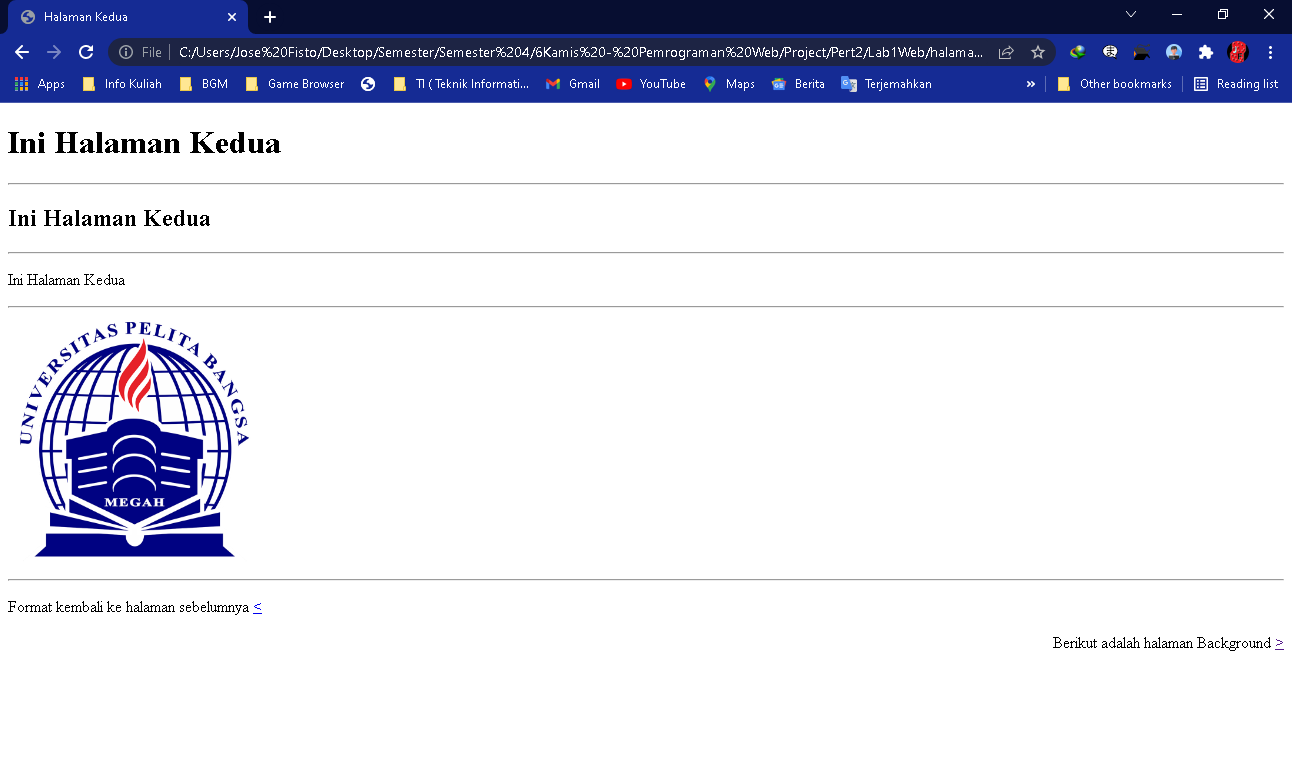 Halaman Kedua
File C:/Users/Jose%20Fisto/Desktop/Semester/Semester%204/6Kamis%20-%20Pemrograman%20Web/Project/Pert2/Lab1Web/halama...
Apps Info Kuliah BGM Game Browser TI ( Teknik Informati... Gmail YouTube Maps Berita Terjemahkan » Other bookmarks Reading list
Ini Halaman Kedua
Ini Halaman Kedua
Ini Halaman Kedua
UNIVERSITAS PELITA BANGSA
MEGAH
Format kembali ke halaman sebelumnya <
Berikut adalah halaman Background >